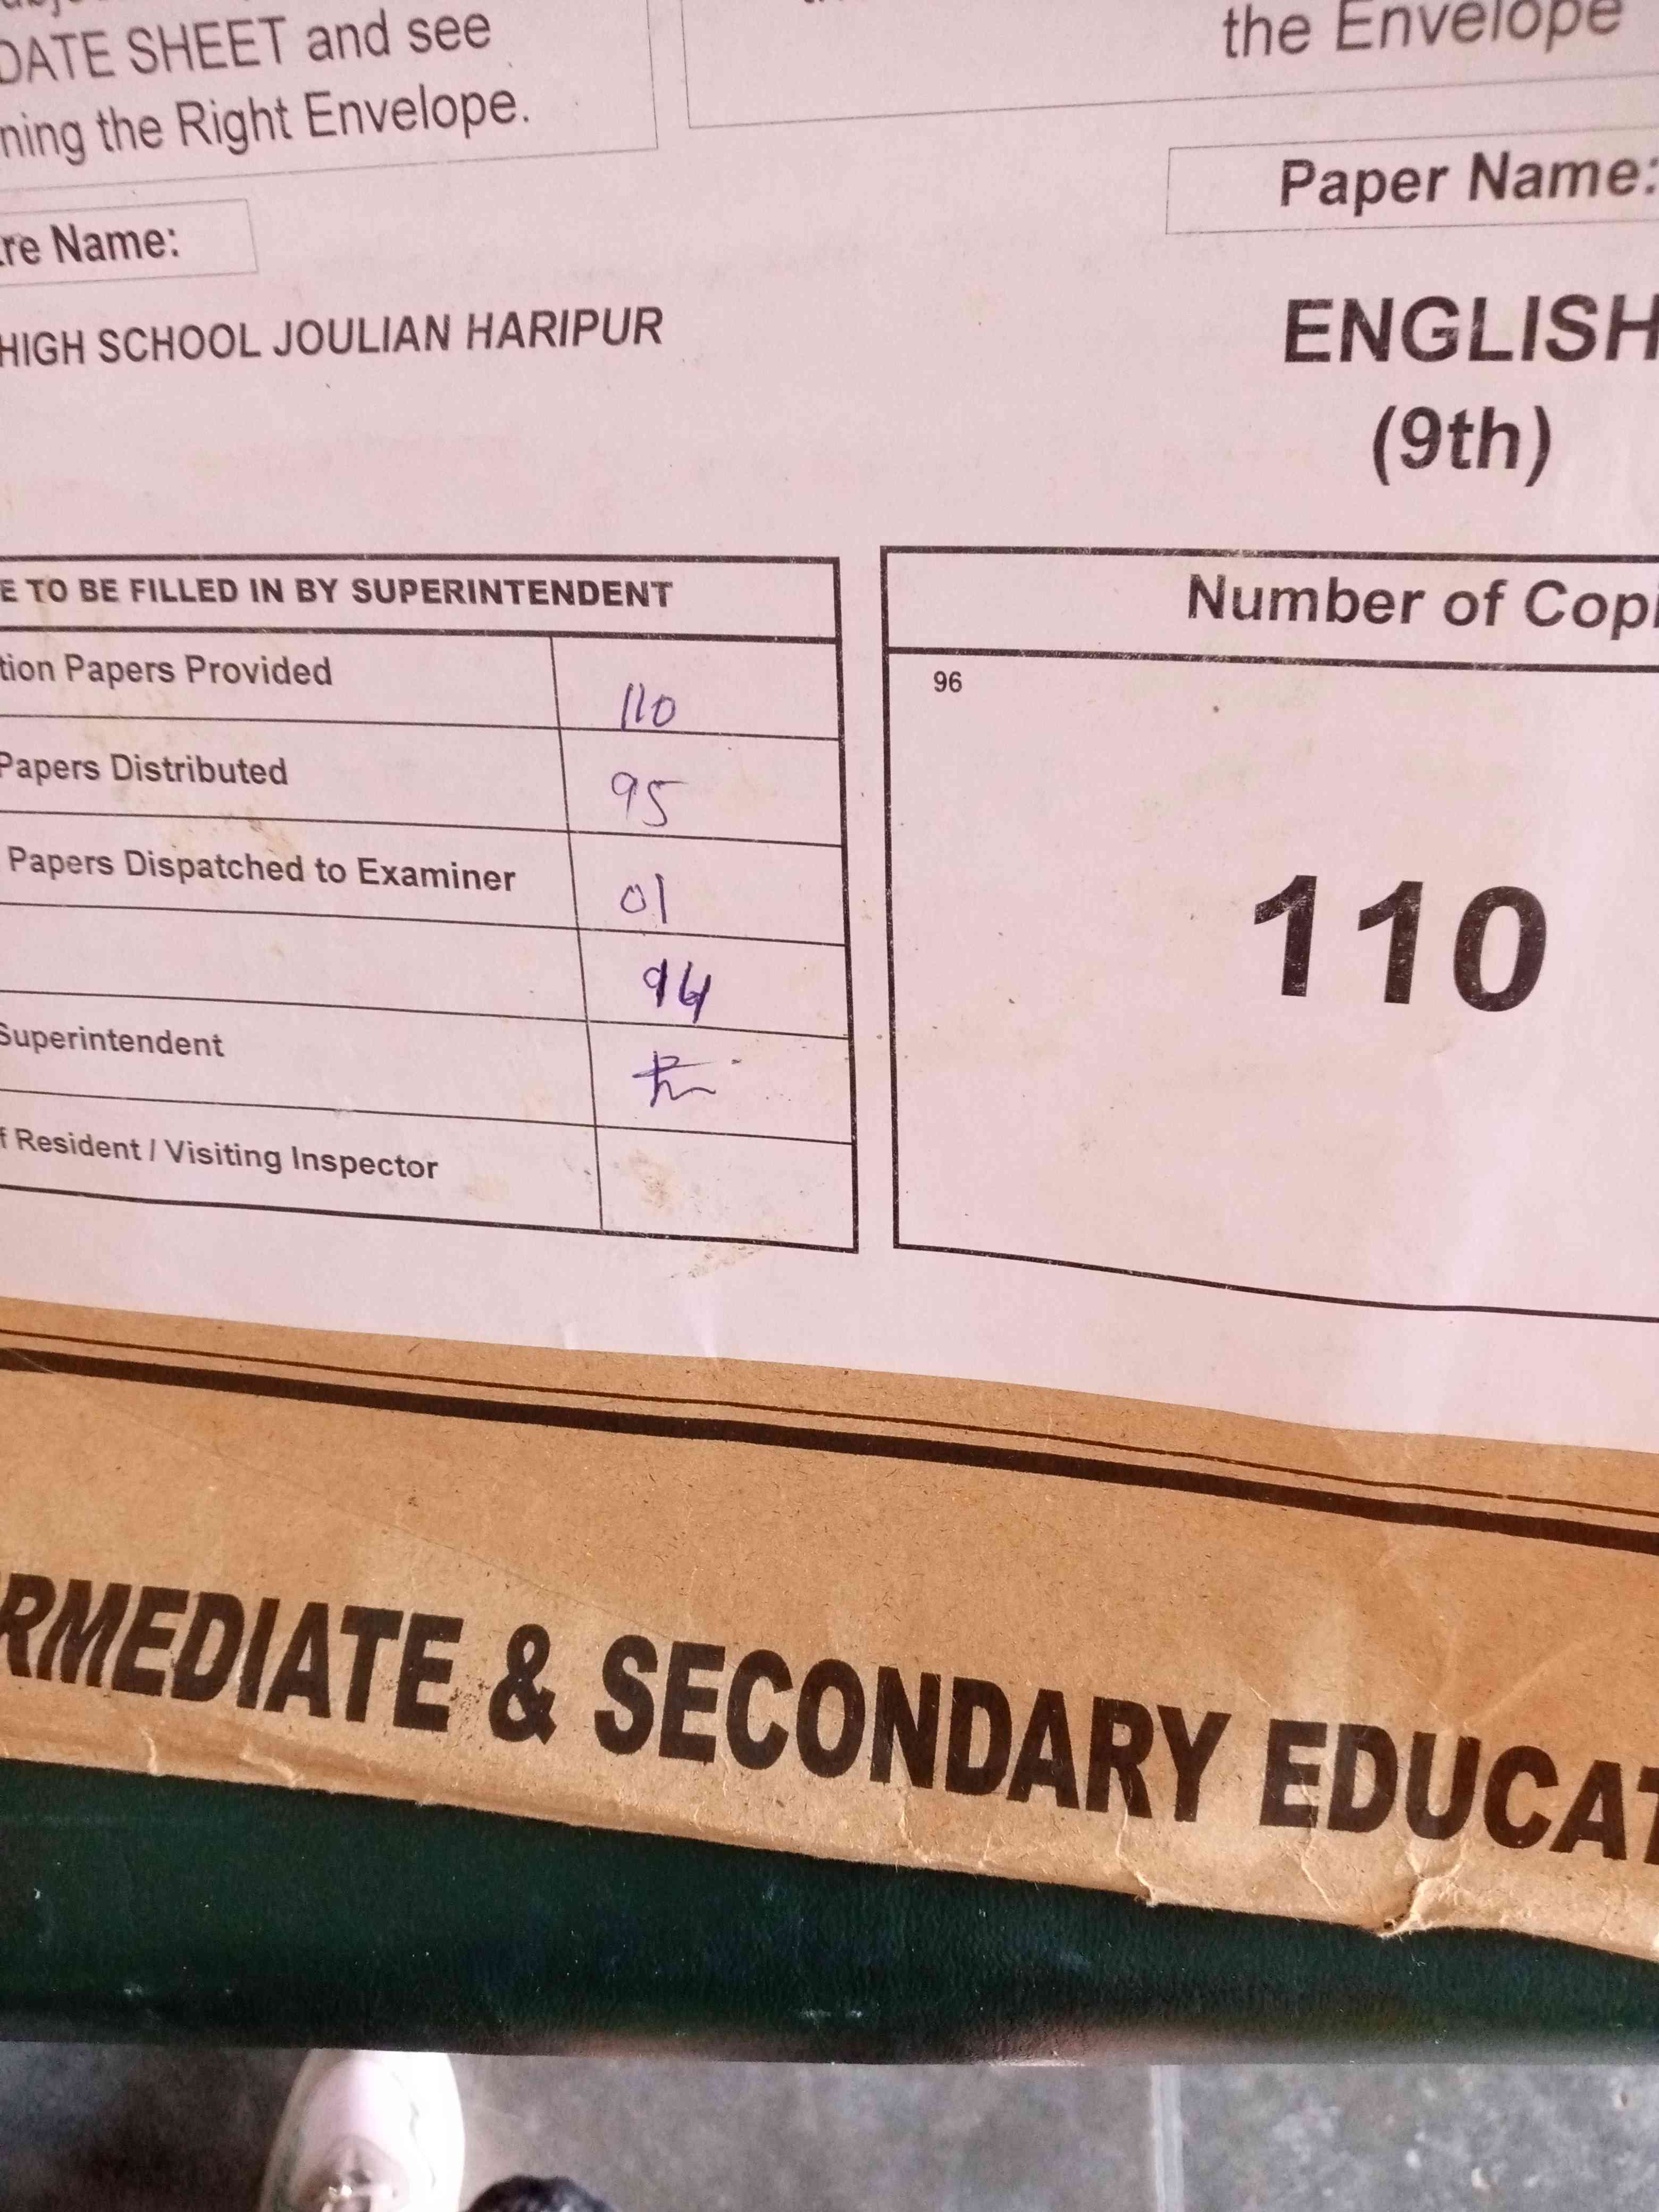 DATE SHEET and see
ning the Right Envelope.
the Envelope
Paper Name:
re Name:
HIGH SCHOOL JOULIAN HARIPUR
ENGLISH
(9th)
E TO BE FILLED IN BY SUPERINTENDENT
tion Papers Provided 110
Papers Distributed 95
Papers Dispatched to Examiner 01
94
Superintendent
f Resident / Visiting Inspector
Number of Copi
96
110
RMEDIATE & SECONDARY EDUCAT